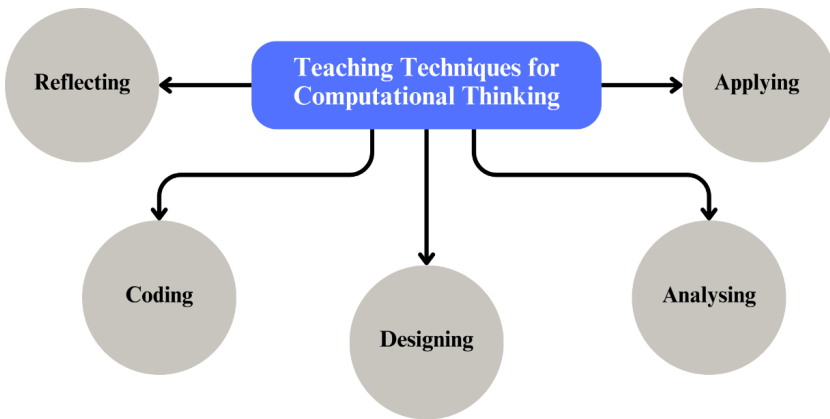 Teaching Techniques for
Computational Thinking
Reflecting
Applying
Coding
Analysing
Designing